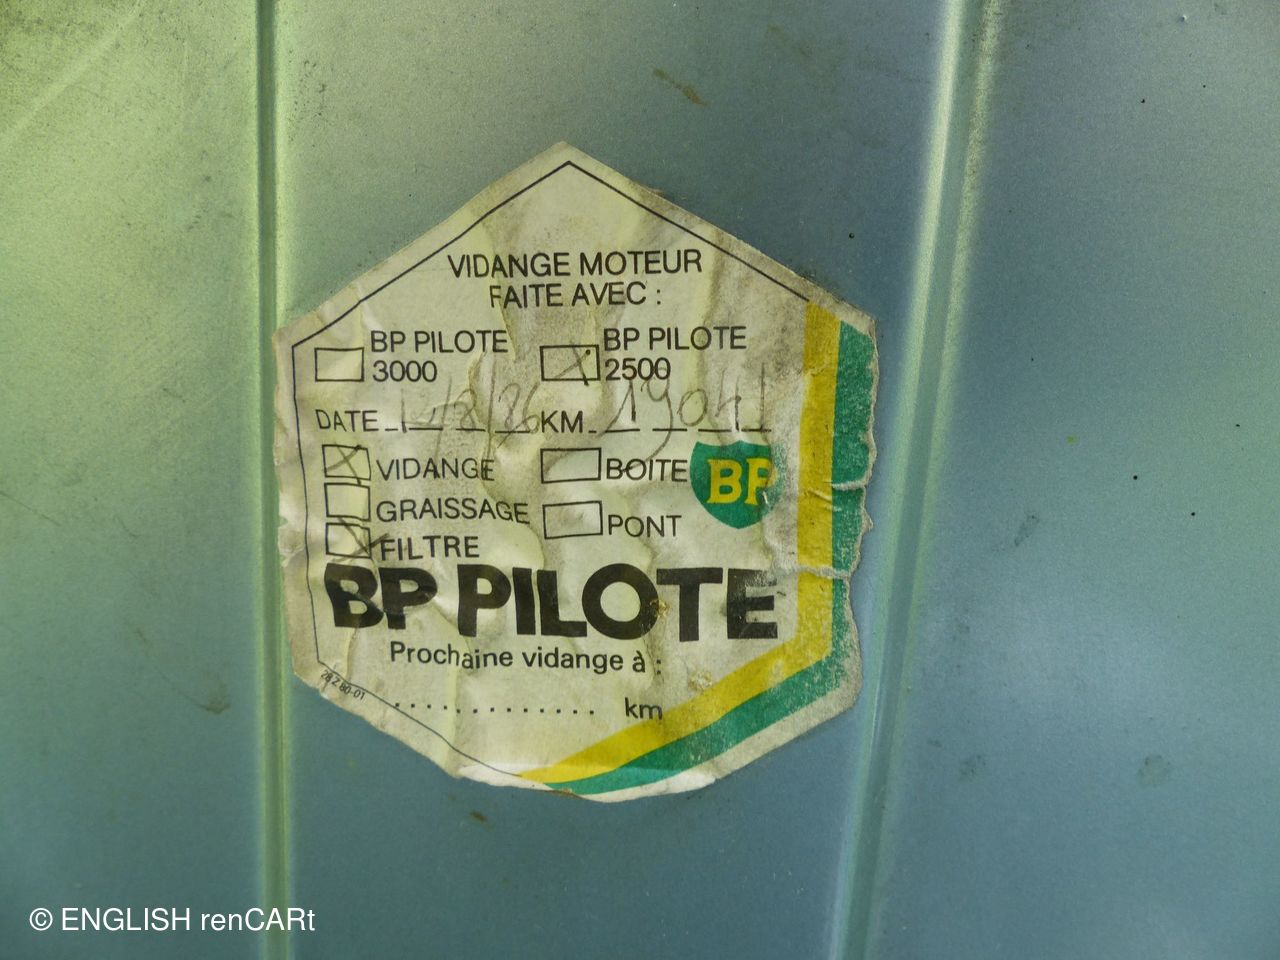 VIDANGE MOTEUR
FAITE AVEC :
BP PILOTE 3000
BP PILOTE 2500
DATE KM
VIDANGE BOITE
GRAISSAGE PONT
FILTRE
BP
BP PILOTE
Prochaine vidange à :
............. km
© ENGLISH renCARt